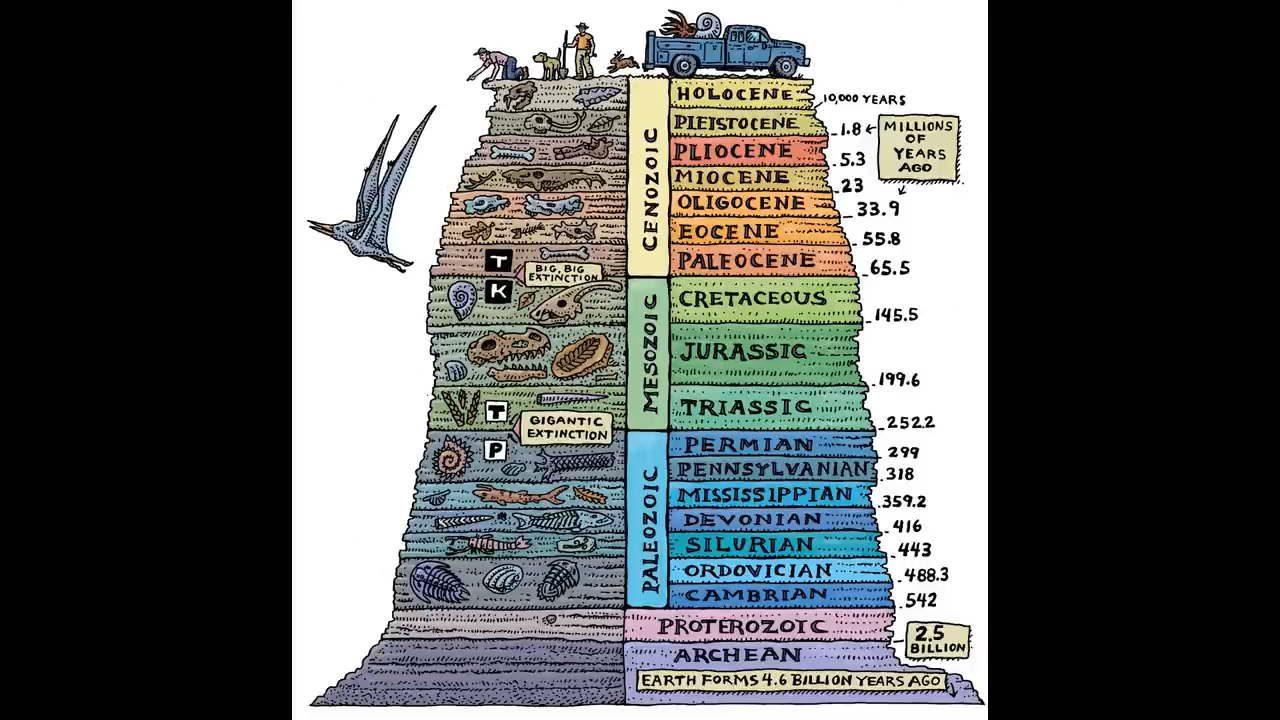 HOLOCENE
10,000 YEARS
PLEISTOCENE
1.8
MILLIONS
OF
YEARS
AGO
PLIOCENE
5.3
MIOCENE
23
OLIGOCENE
33.9
EOCENE
55.8
PALEOCENE
65.5
CENOZOIC
T
BIG, BIG
EXTINCTION
K
CRETACEOUS
145.5
JURASSIC
199.6
TRIASSIC
252.2
MESOZOIC
T
GIGANTIC
EXTINCTION
P
PERMIAN
299
PENNSYLVANIAN
318
MISSISSIPPIAN
359.2
DEVONIAN
416
SILURIAN
443
ORDOVICIAN
488.3
CAMBRIAN
542
PALEOZOIC
PROTEROZOIC
2.5
BILLION
ARCHEAN
EARTH FORMS 4.6 BILLION YEARS AGO